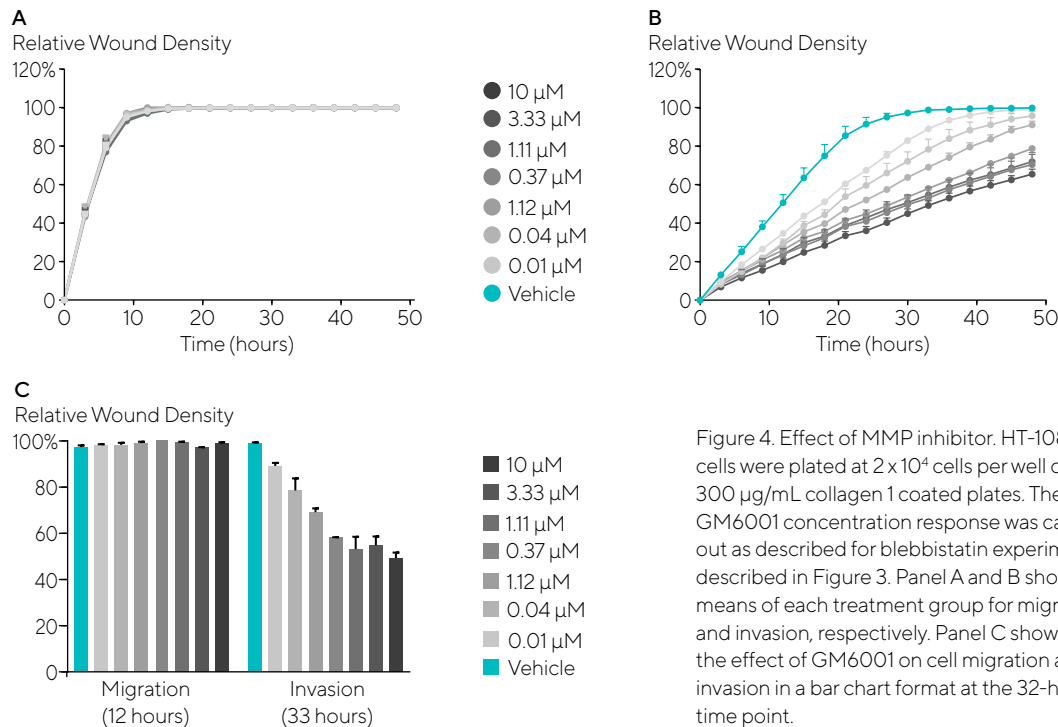 A
Relative Wound Density
120%
100
80
60
40
20
0
0 10 20 30 40 50
Time (hours)
10 µM
3.33 µM
1.11 µM
0.37 µM
1.12 µM
0.04 µM
0.01 µM
Vehicle
B
Relative Wound Density
120%
100
80
60
40
20
0
0 10 20 30 40 50
Time (hours)
C
Relative Wound Density
100%
80
60
40
20
0
Migration
(12 hours)
Invasion
(33 hours)
10 µM
3.33 µM
1.11 µM
0.37 µM
1.12 µM
0.04 µM
0.01 µM
Vehicle
Figure 4. Effect of MMP inhibitor. HT-108
cells were plated at 2 x 10⁴ cells per well o
300 µg/mL collagen 1 coated plates. The
GM6001 concentration response was ca
out as described for blebbistatin experim
described in Figure 3. Panel A and B sho
means of each treatment group for migr
and invasion, respectively. Panel C show
the effect of GM6001 on cell migration a
invasion in a bar chart format at the 32-h
time point.